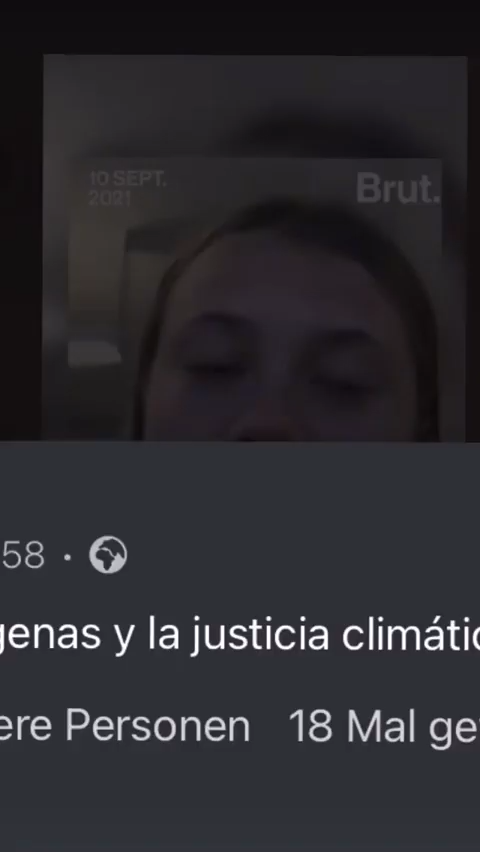 10 SEPT.
2021
Brut.
58 ·
genas y la justicia climátic
ere Personen 18 Mal ge